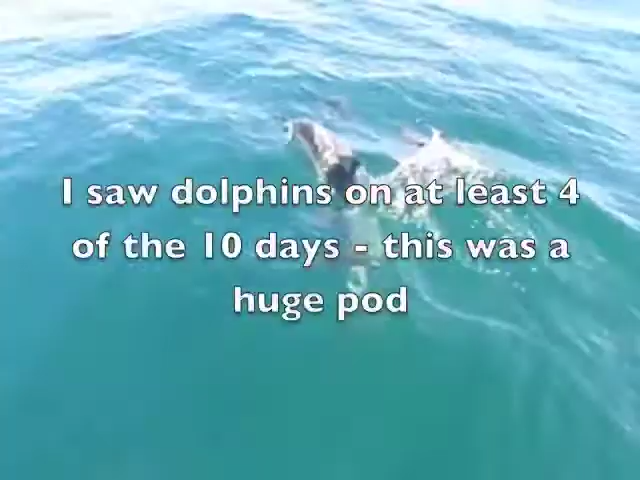 I saw dolphins on at least 4
of the 10 days - this was a
huge pod